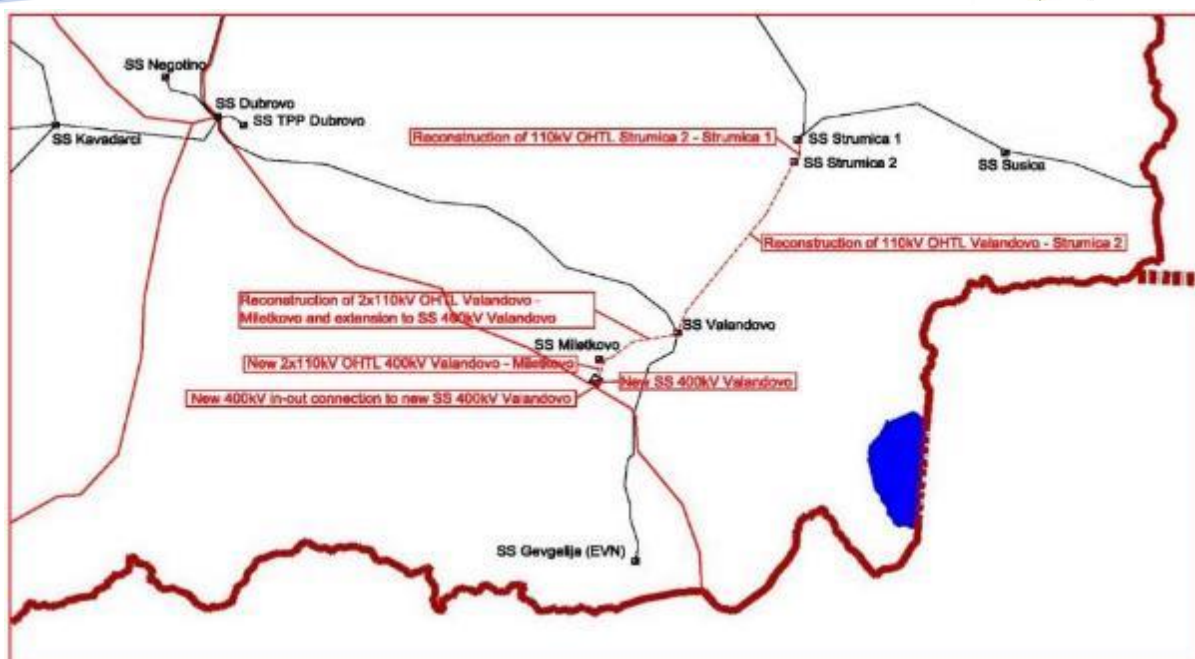 SS Negotino
SS Dubrovo
SS TPP Dubrovo
SS Kavadarci
Reconstruction of 110kV OHTL Strumica 2 - Strumica 1
SS Strumica 1
SS Strumica 2
SS Susica
Reconstruction of 110kV OHTL Valandovo - Strumica 2
Reconstruction of 2x110kV OHTL Valandovo -
Miletkovo and extension to SS 400kV Valandovo
SS Valandovo
SS Miletkovo
New 2x110kV OHTL 400kV Valandovo - Miletkovo
New SS 400kV Valandovo
New 400kV in-out connection to new SS 400kV Valandovo
SS Gevgelija (EVN)